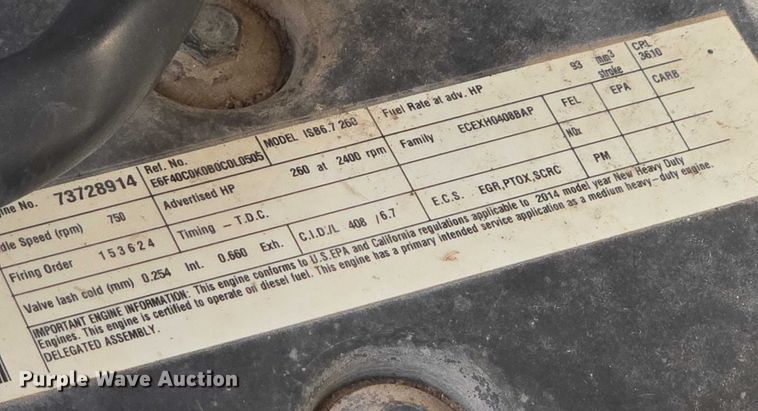 ine No. 73728914
Ref. No. E6F40C0K0B0C0L0505
MODEL ISB6.7 260
Fuel Rate at adv. HP 93 mm3 stroke
CPL 3610
dle Speed (rpm) 750
Advertised HP 260 at 2400 rpm
Family ECEXH0408BAP
FEL EPA CARB
NOx
PM
Firing Order 153624
Timing - T.D.C.
C.I.D/L 408 /6.7
E.C.S. EGR,PTOX,SCRC
Valve lash cold (mm) 0.254 Int. 0.660 Exh.
IMPORTANT ENGINE INFORMATION: This engine conforms to U.S.EPA and California regulations applicable to 2014 model year New Heavy Duty
Engines. This engine is certified to operate on diesel fuel. This engine has a primary intended service application as a medium heavy-duty engine.
DELEGATED ASSEMBLY.
Purple Wave Auction